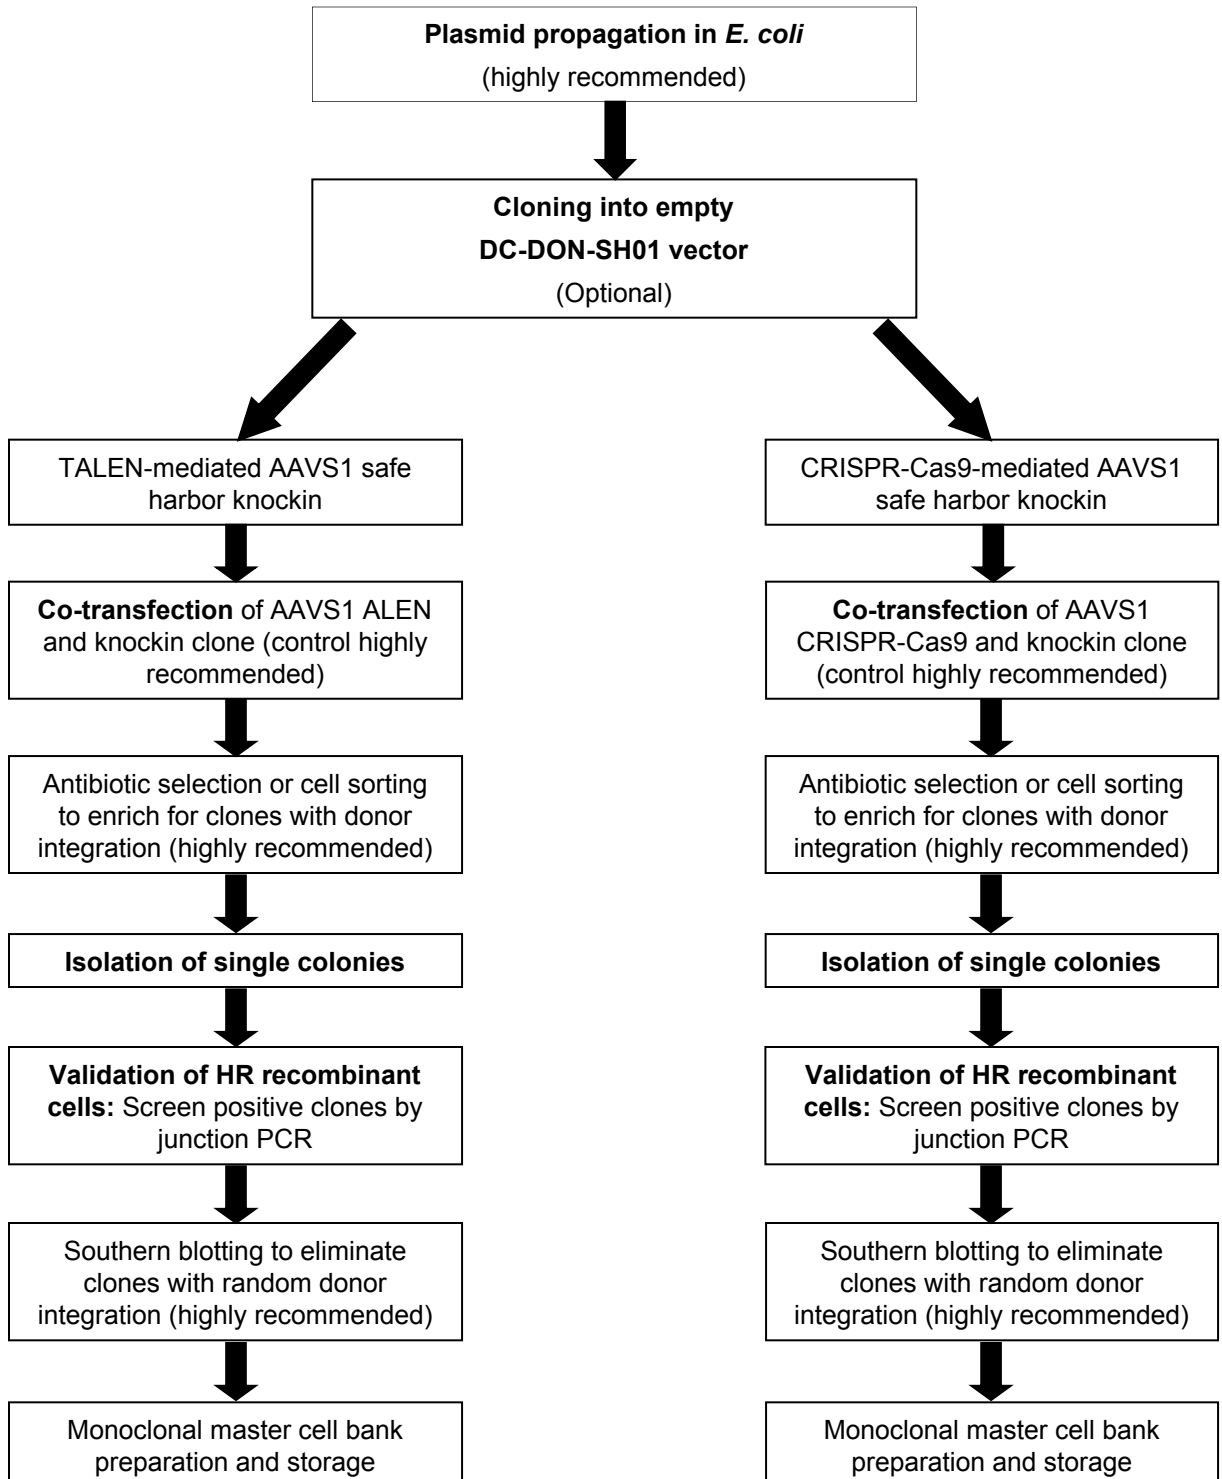 Plasmid propagation in E. coli
(highly recommended)
Cloning into empty
DC-DON-SH01 vector
(Optional)
TALEN-mediated AAVS1 safe
harbor knockin
Co-transfection of AAVS1 ALEN
and knockin clone (control highly
recommended)
Antibiotic selection or cell sorting
to enrich for clones with donor
integration (highly recommended)
Isolation of single colonies
Validation of HR recombinant
cells: Screen positive clones by
junction PCR
Southern blotting to eliminate
clones with random donor
integration (highly recommended)
Monoclonal master cell bank
preparation and storage
CRISPR-Cas9-mediated AAVS1
safe harbor knockin
Co-transfection of AAVS1
CRISPR-Cas9 and knockin clone
(control highly recommended)
Antibiotic selection or cell sorting
to enrich for clones with donor
integration (highly recommended)
Isolation of single colonies
Validation of HR recombinant
cells: Screen positive clones by
junction PCR
Southern blotting to eliminate
clones with random donor
integration (highly recommended)
Monoclonal master cell bank
preparation and storage